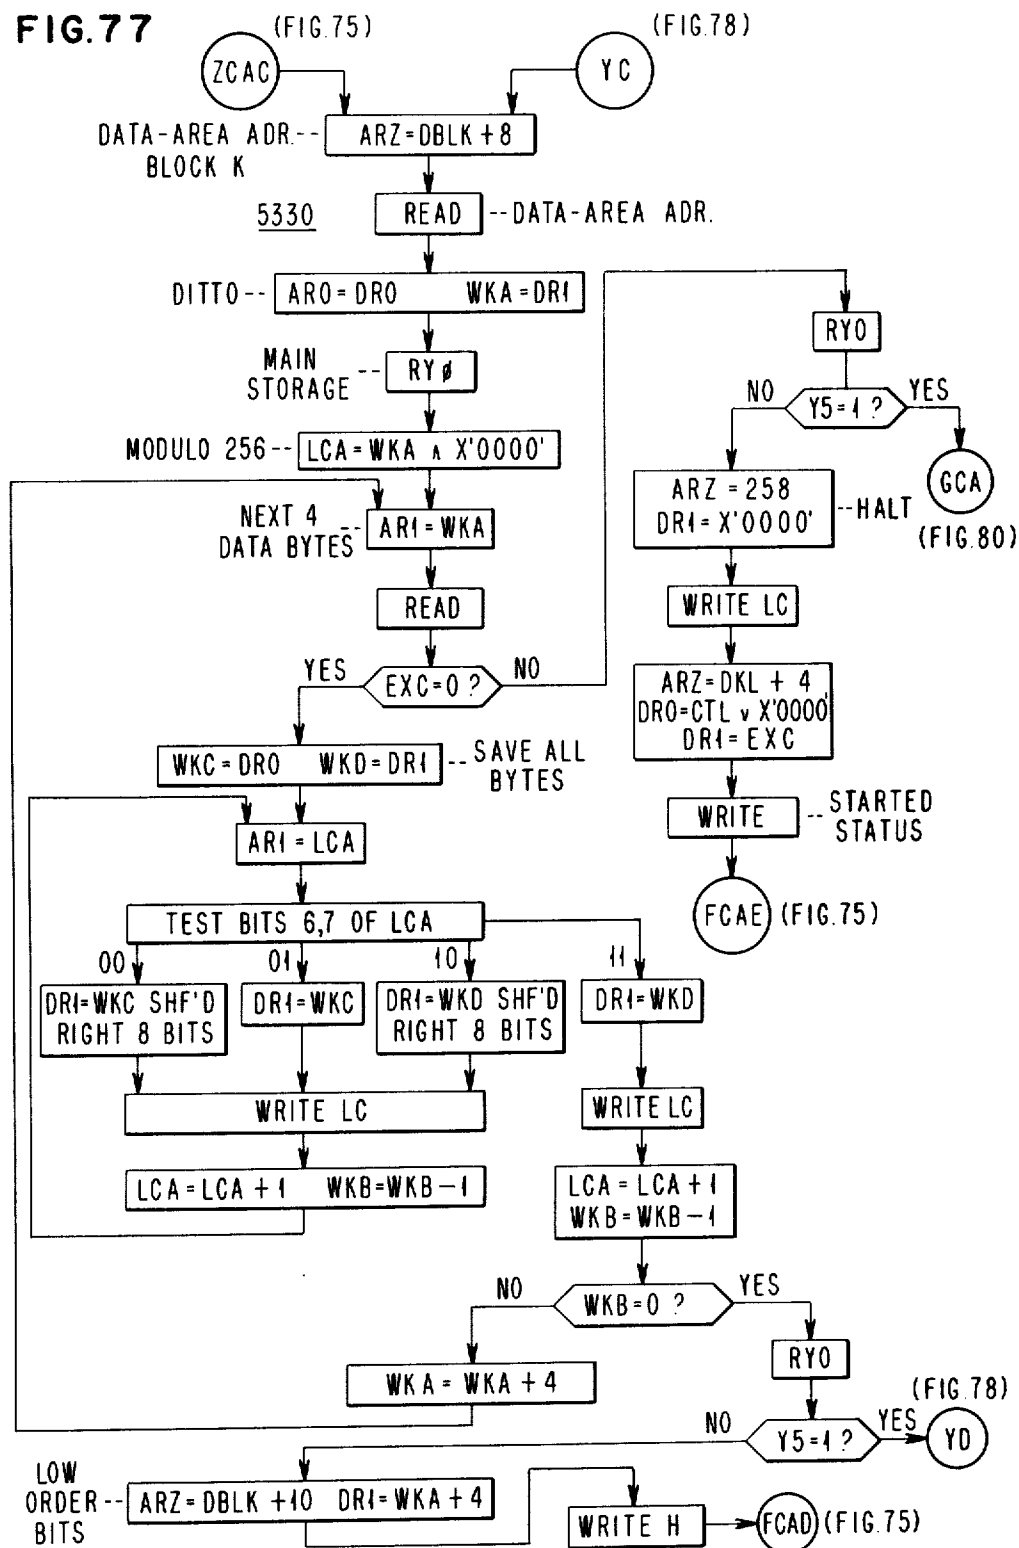 FIG.77
(FIG.75)
(FIG.78)
ZCAC
YC
DATA-AREA ADR.
BLOCK K
ARZ=DBLK+8
5330
READ
DATA-AREA ADR.
DITTO
AR0=DR0 WKA=DR1
MAIN
STORAGE
RYø
MODULO 256
LCA=WKA ∧ X'0000'
NEXT 4
DATA BYTES
AR1=WKA
READ
YES
EXC=0 ?
NO
RY0
NO
Y5=1 ?
YES
GCA
(FIG.80)
ARZ = 258
DR1=X'0000'
HALT
WRITE LC
ARZ=DKL + 4
DR0=CTL ∨ X'0000'
DR1=EXC
WRITE
STARTED
STATUS
FCAE
(FIG.75)
WKC=DR0 WKD=DR1
SAVE ALL
BYTES
AR1=LCA
TEST BITS 6,7 OF LCA
00
01
10
11
DR1=WKC SHF'D
RIGHT 8 BITS
DR1=WKC
DR1=WKD SHF'D
RIGHT 8 BITS
DR1=WKD
WRITE LC
WRITE LC
LCA=LCA+1 WKB=WKB-1
LCA=LCA+1
WKB=WKB-1
NO
WKB=0 ?
YES
WKA=WKA+4
RY0
(FIG.78)
NO
Y5=1 ?
YES
YD
LOW
ORDER
BITS
ARZ=DBLK+10 DR1=WKA+4
WRITE H
FCAD
(FIG.75)